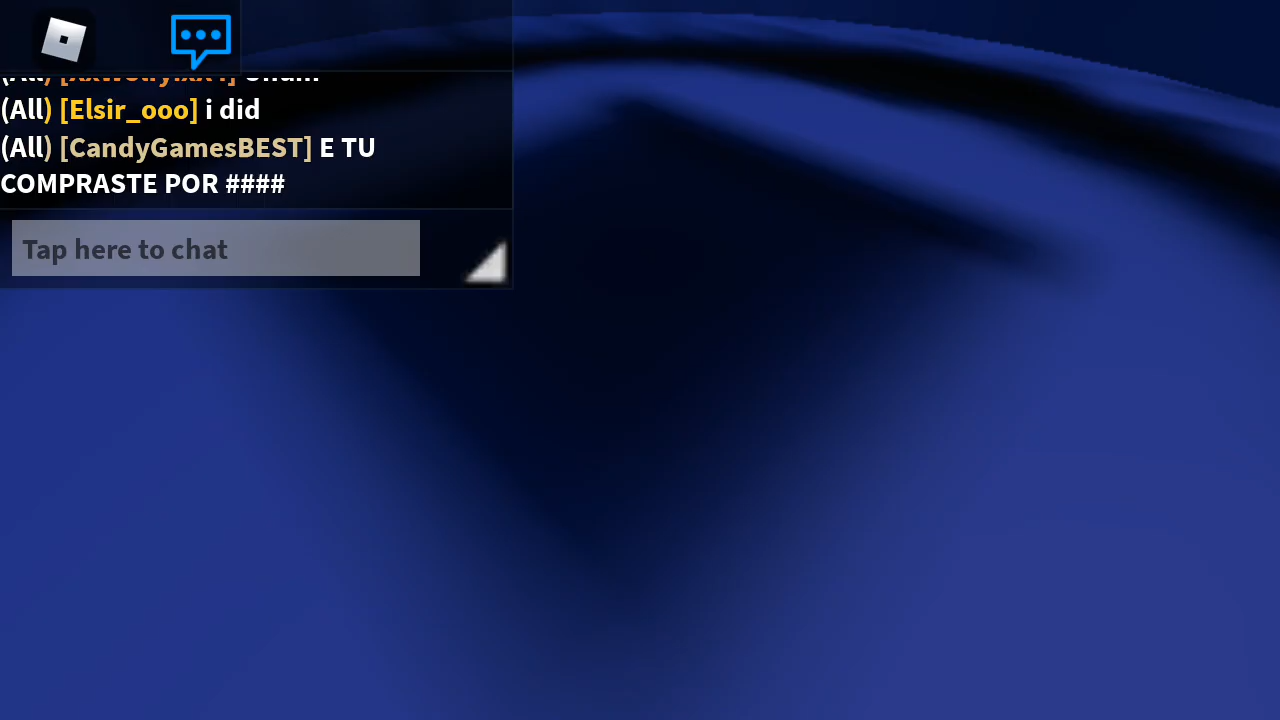 (All) [Elsir_ooo] i did
(All) [CandyGamesBEST] E TU
COMPRASTE POR ####
Tap here to chat